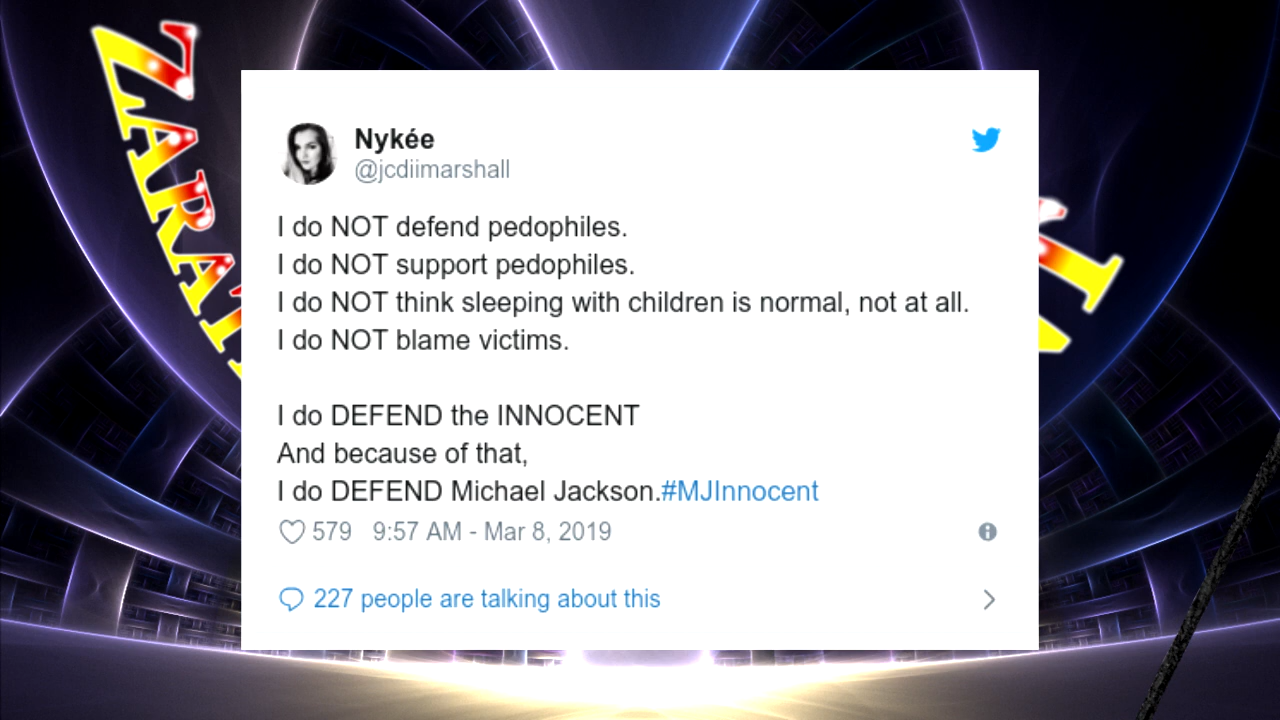 Nykée
@jcdiimarshall
I do NOT defend pedophiles.
I do NOT support pedophiles.
I do NOT think sleeping with children is normal, not at all.
I do NOT blame victims.
I do DEFEND the INNOCENT
And because of that,
I do DEFEND Michael Jackson.#MJInnocent
579 9:57 AM - Mar 8, 2019
227 people are talking about this